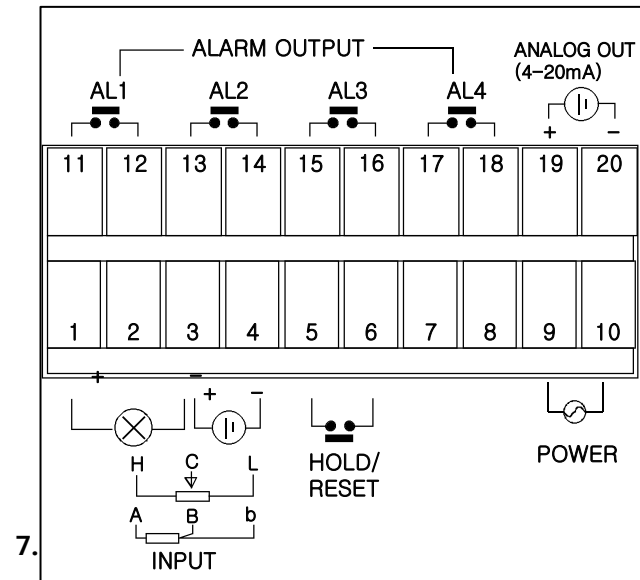 ALARM OUTPUT
ANALOG OUT
(4-20mA)
AL1 AL2 AL3 AL4
+ -
11 12 13 14 15 16 17 18 19 20
1 2 3 4 5 6 7 8 9 10
+ -
+ -
H C L
HOLD/
RESET
POWER
A B b
INPUT
7.